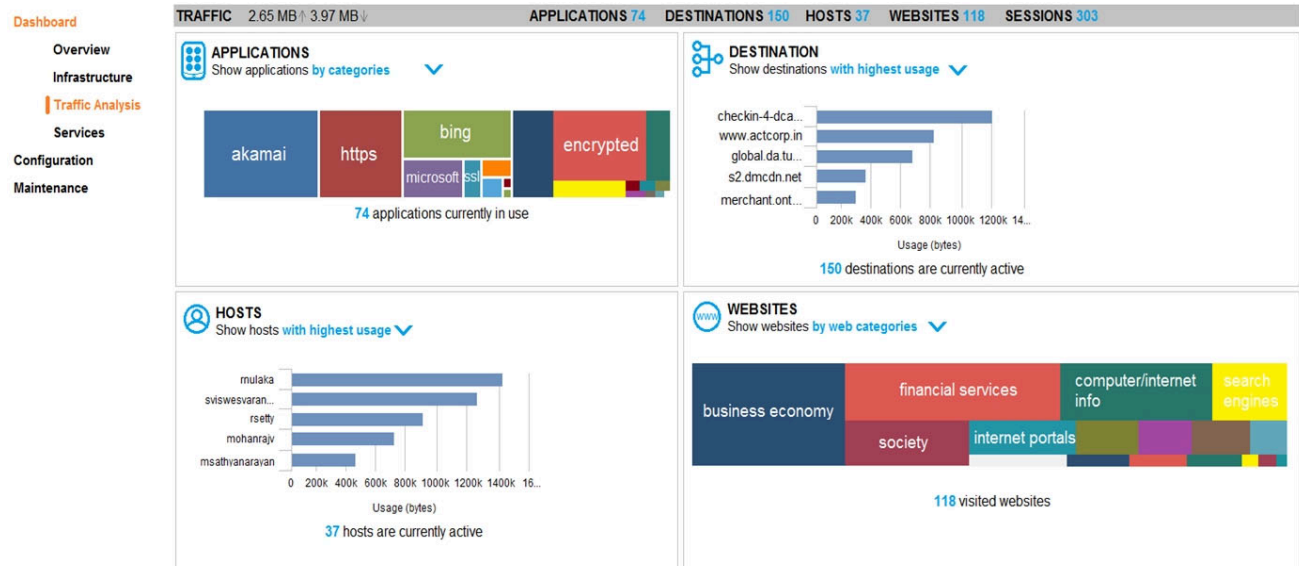 Dashboard
Overview
Infrastructure
Traffic Analysis
Services
Configuration
Maintenance
TRAFFIC 2.65 MB↑ 3.97 MB↓ APPLICATIONS 74 DESTINATIONS 150 HOSTS 37 WEBSITES 118 SESSIONS 303
APPLICATIONS
Show applications by categories
akamai
https
bing
microsoft
ssl
encrypted
74 applications currently in use
DESTINATION
Show destinations with highest usage
checkin-4-dca...
www.actcorp.in
global.da.tu...
s2.dmcdn.net
merchant.ont...
0 200k 400k 600k 800k 1000k 1200k 14...
Usage (bytes)
150 destinations are currently active
HOSTS
Show hosts with highest usage
rnulaka
sviswesvaran...
rsetty
mohanrajv
msathyanarayan
0 200k 400k 600k 800k 1000k 1200k 1400k 16...
Usage (bytes)
37 hosts are currently active
www
WEBSITES
Show websites by web categories
business economy
financial services
computer/internet
info
search
engines
society
internet portals
118 visited websites